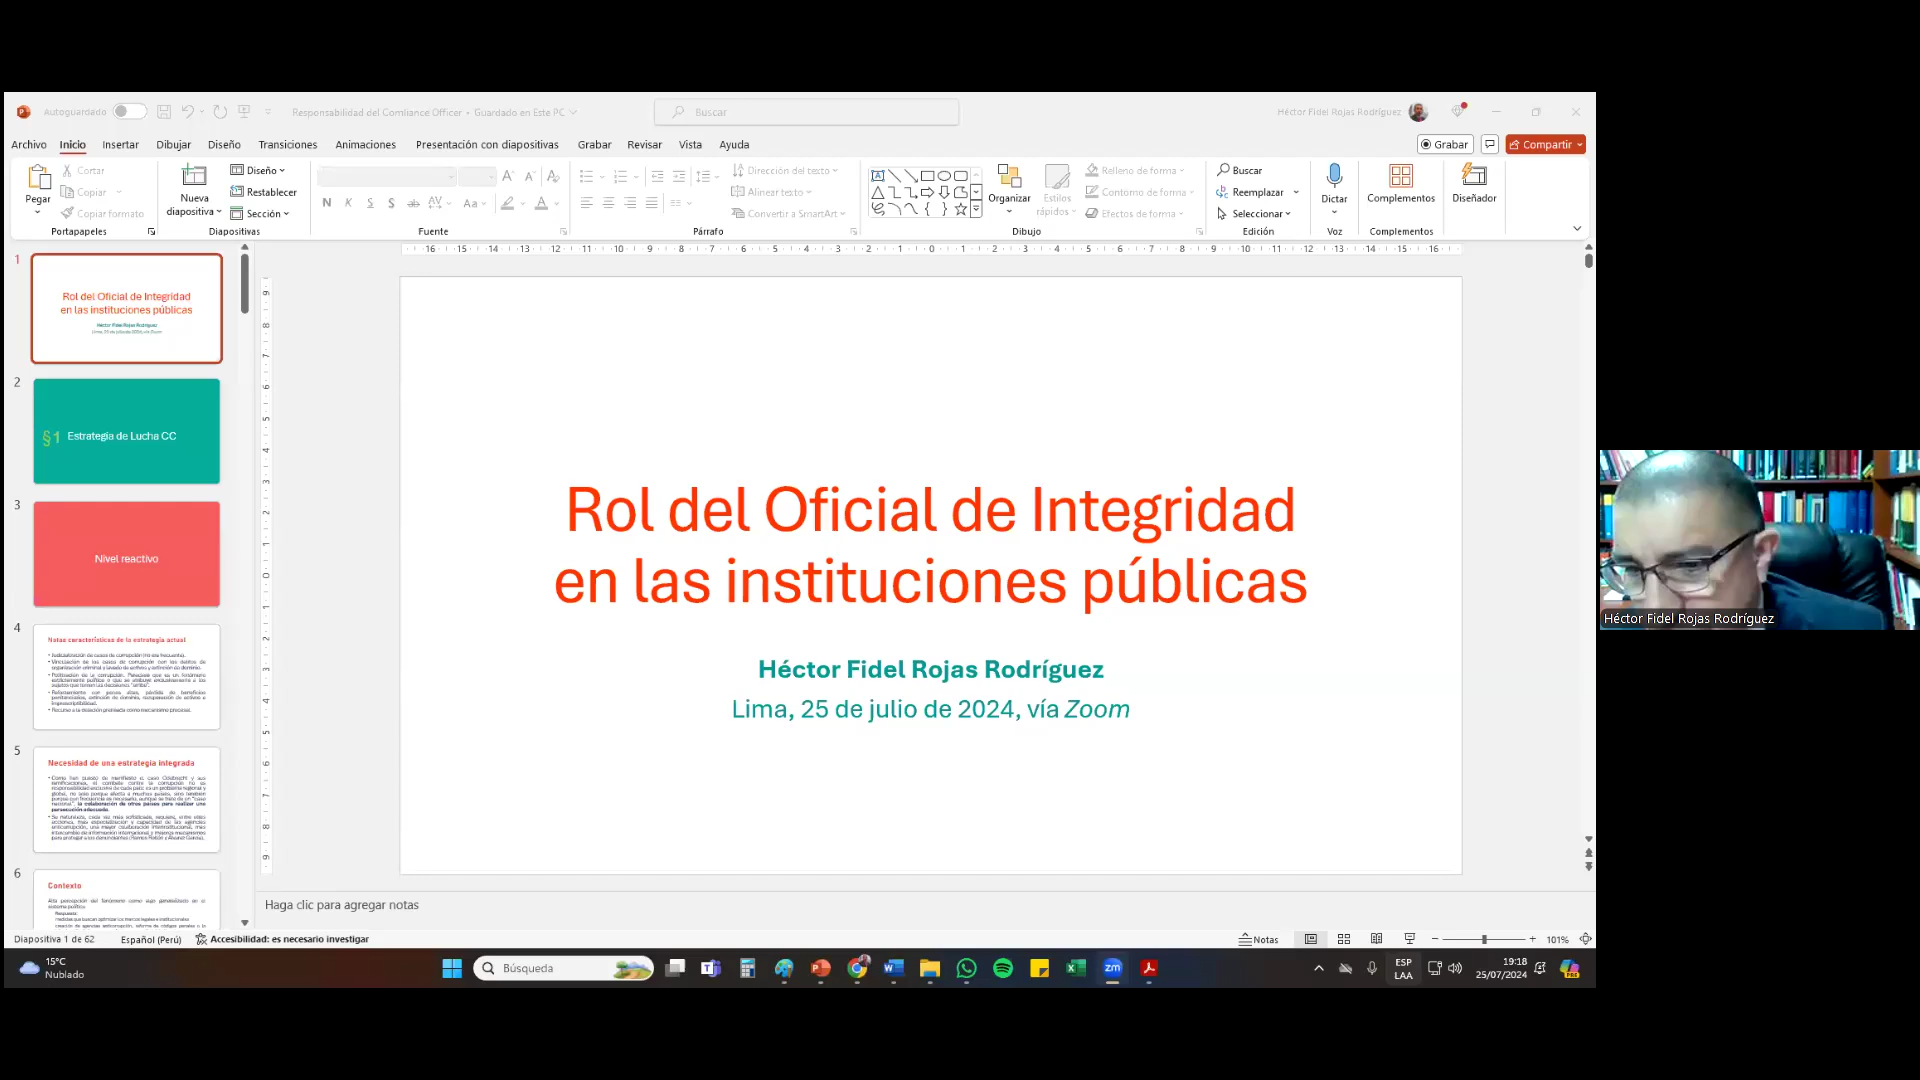 Autoguardado
Responsabilidad del Comliance Officer • Guardado en Este PC
Buscar
Héctor Fidel Rojas Rodríguez
Archivo Inicio Insertar Dibujar Diseño Transiciones Animaciones Presentación con diapositivas Grabar Revisar Vista Ayuda
Grabar
Compartir
Pegar
Cortar
Copiar
Copiar formato
Portapapeles
Nueva
diapositiva
Diseño
Restablecer
Sección
Diapositivas
Fuente
Dirección del texto
Alinear texto
Convertir a SmartArt
Párrafo
Organizar
Estilos
rápidos
Relleno de forma
Contorno de forma
Efectos de forma
Dibujo
Buscar
Reemplazar
Seleccionar
Edición
Dictar
Voz
Complementos
Complementos
Diseñador
1
Rol del Oficial de Integridad
en las instituciones públicas
Héctor Fidel Rojas Rodríguez
Lima, 25 de julio de 2024, vía Zoom
2
§1 Estrategia de Lucha CC
3
Nivel reactivo
4
Notas características de la estrategia actual
5
Necesidad de una estrategia integrada
6
Contexto
Rol del Oficial de Integridad
en las instituciones públicas
Héctor Fidel Rojas Rodríguez
Lima, 25 de julio de 2024, vía Zoom
Haga clic para agregar notas
Diapositiva 1 de 62
Español (Perú)
Accesibilidad: es necesario investigar
Notas
101%
15°C
Nublado
Búsqueda
ESP
LAA
19:18
25/07/2024
Héctor Fidel Rojas Rodríguez